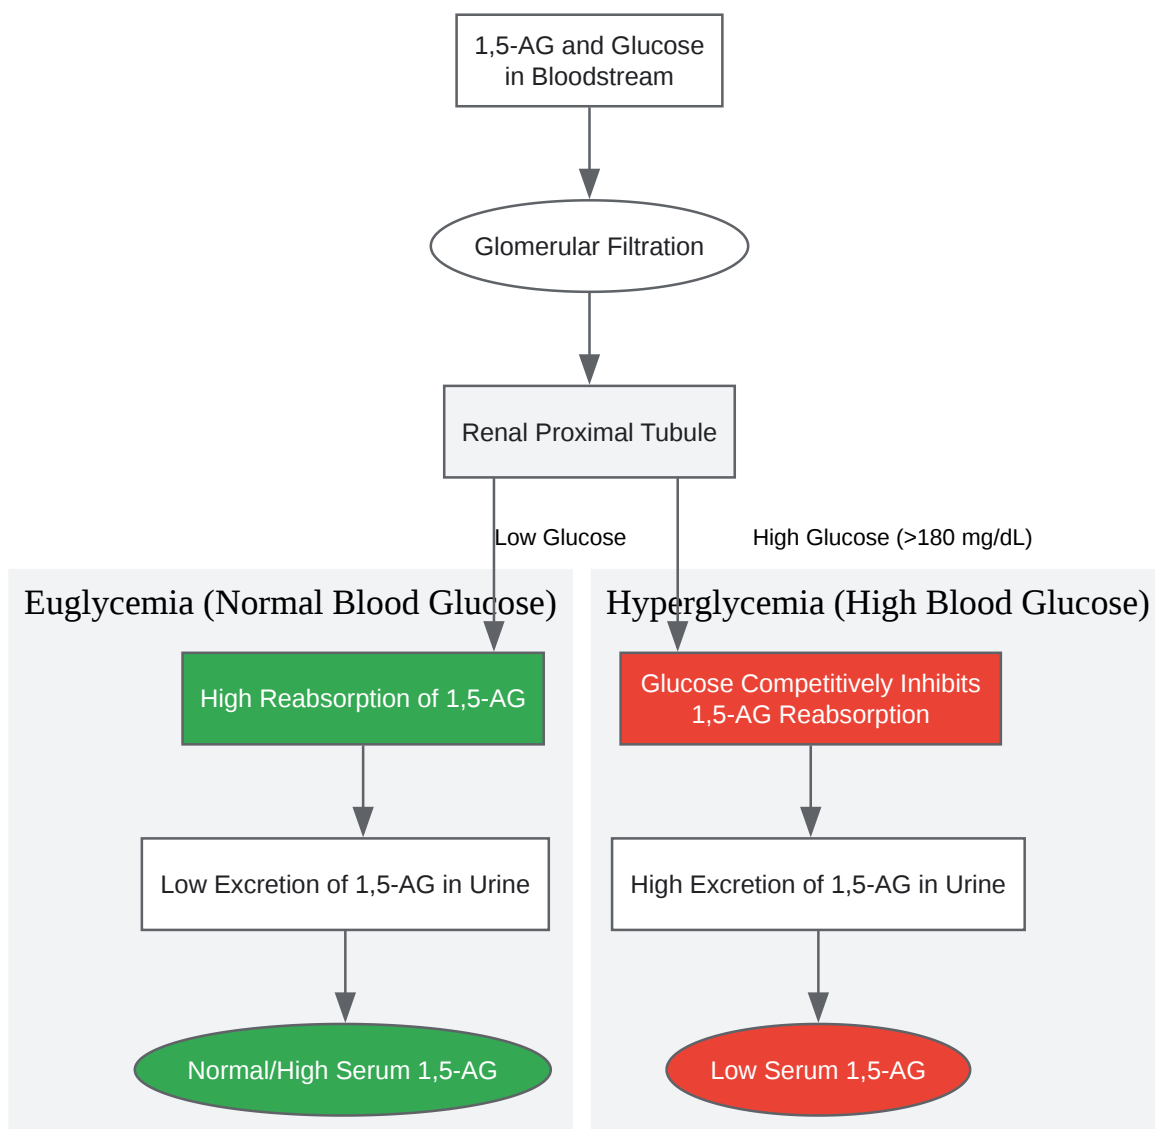 1,5-AG and Glucose
in Bloodstream
Glomerular Filtration
Renal Proximal Tubule
Low Glucose
High Glucose (>180 mg/dL)
Euglycemia (Normal Blood Glucose)
Hyperglycemia (High Blood Glucose)
High Reabsorption of 1,5-AG
Glucose Competitively Inhibits
1,5-AG Reabsorption
Low Excretion of 1,5-AG in Urine
High Excretion of 1,5-AG in Urine
Normal/High Serum 1,5-AG
Low Serum 1,5-AG